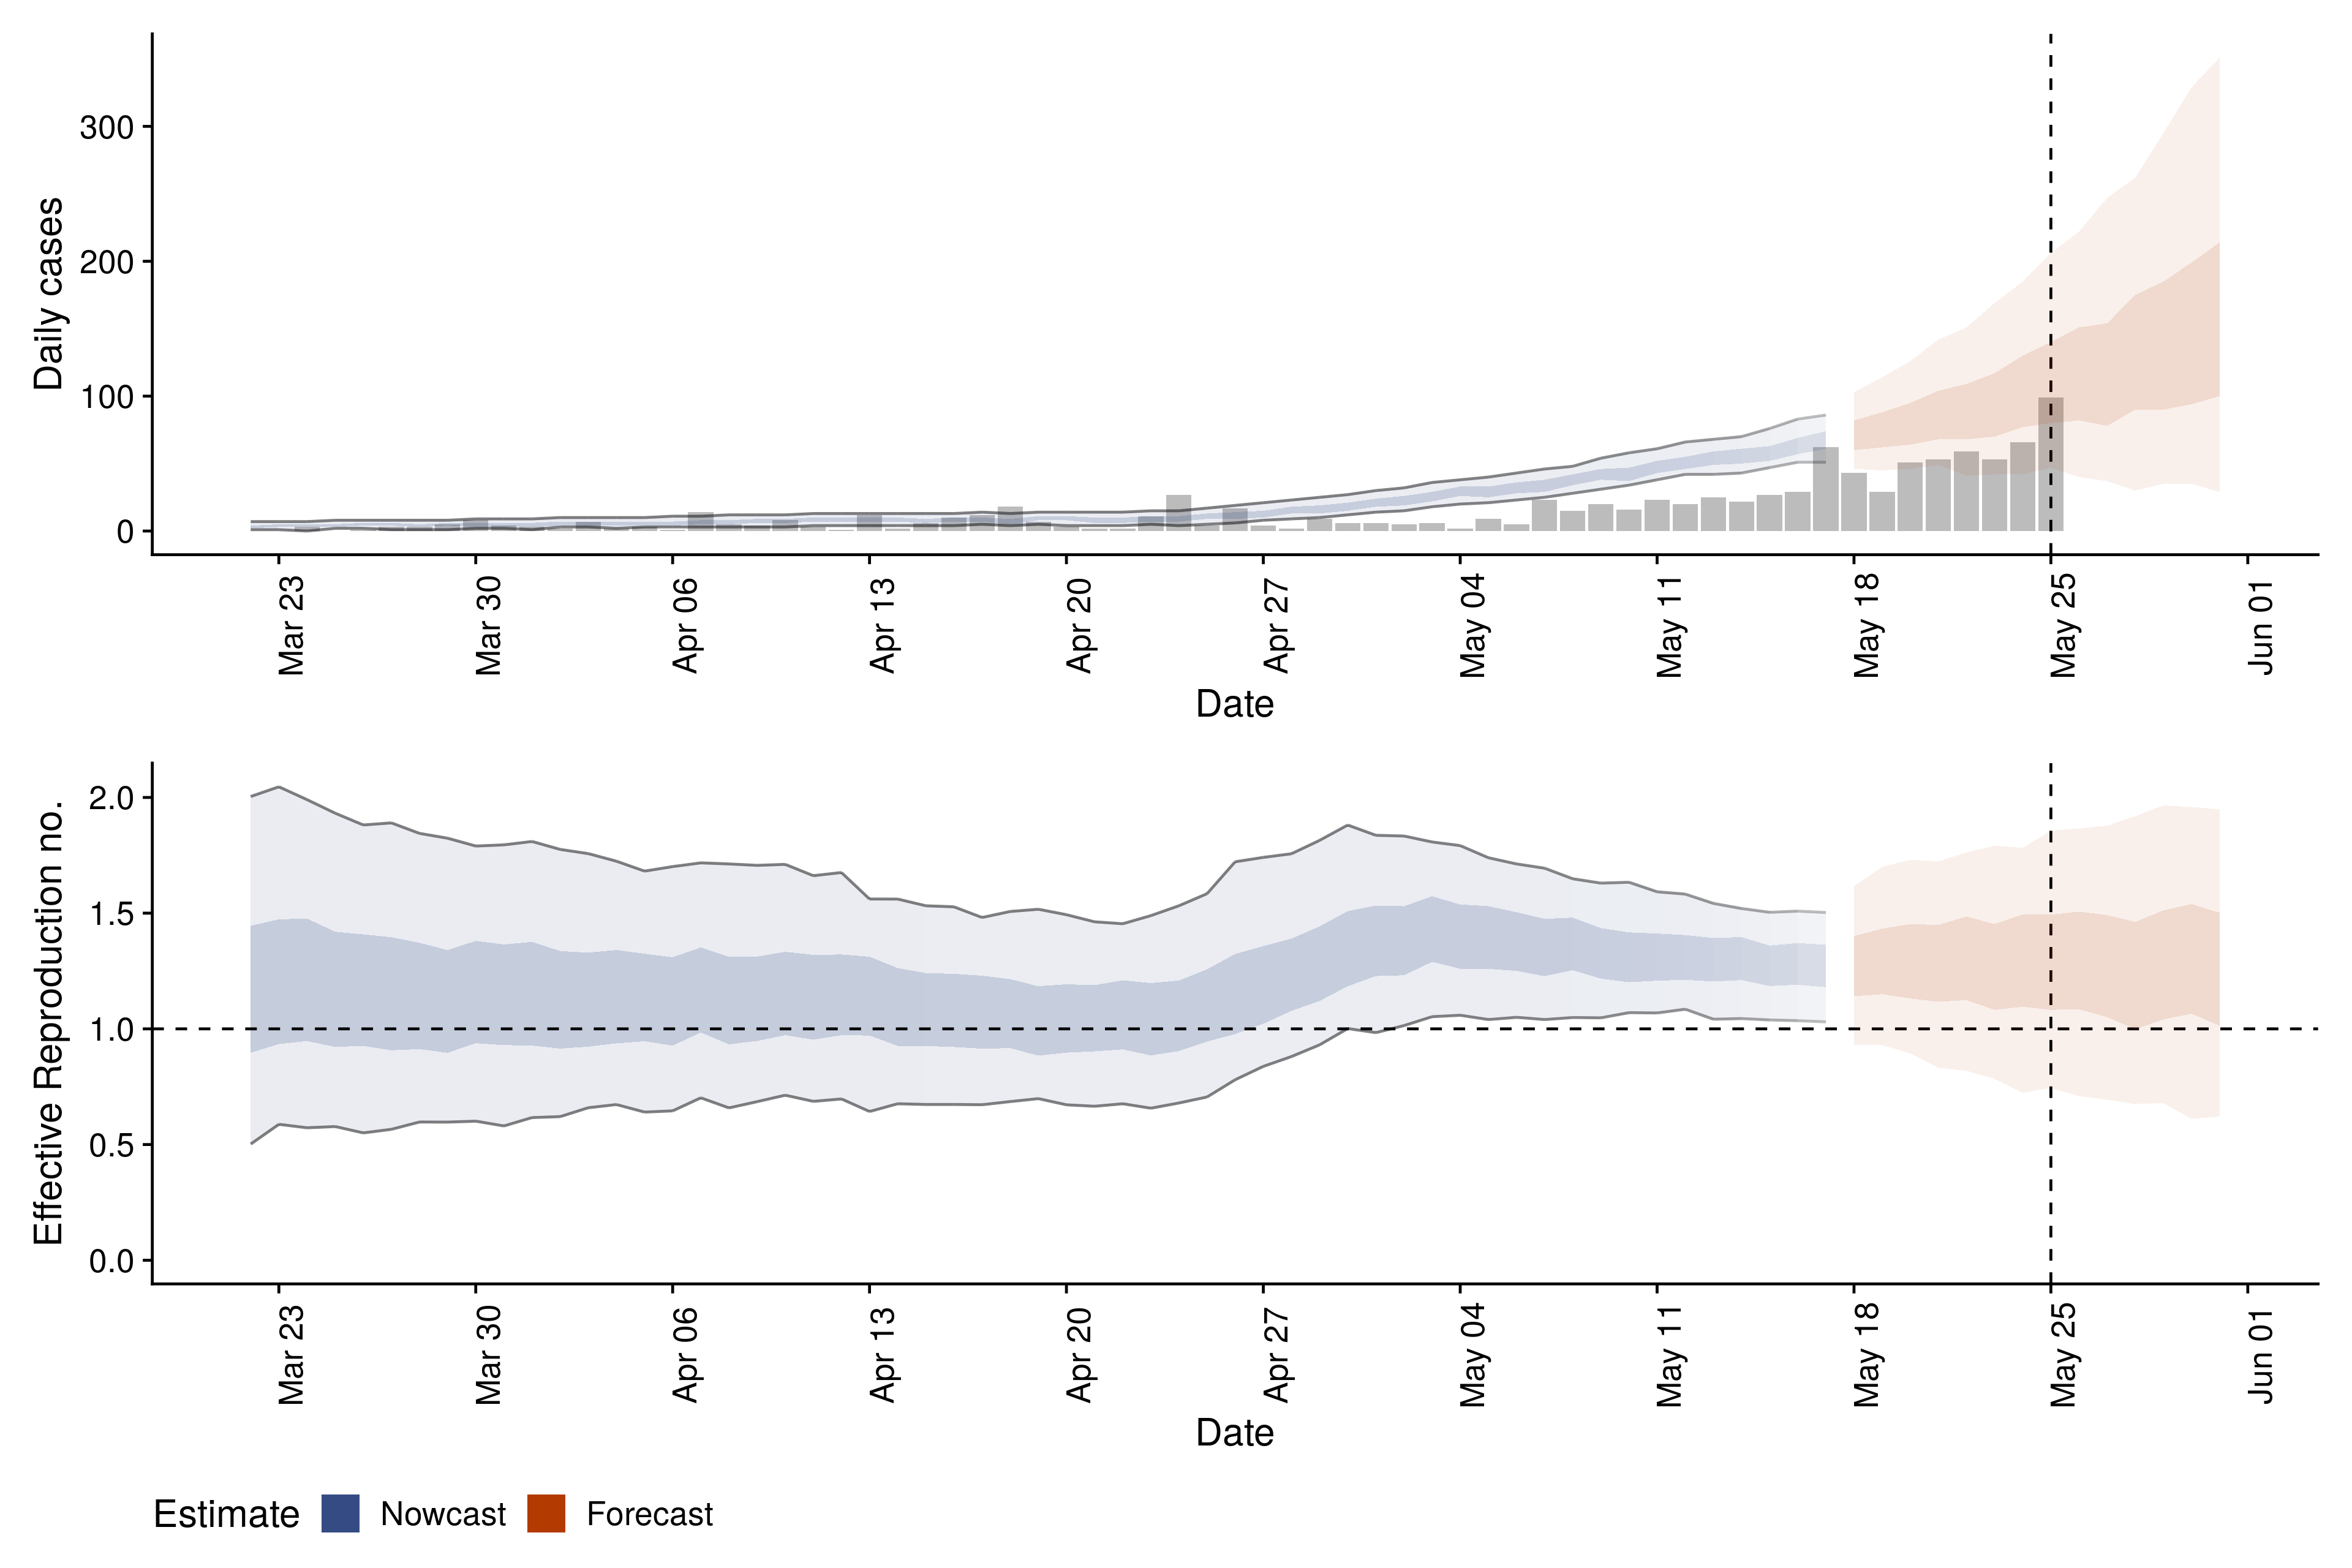 Daily cases
300
200
100
0
Mar 23
Mar 30
Apr 06
Apr 13
Apr 20
Apr 27
May 04
May 11
May 18
May 25
Jun 01
Date
Effective Reproduction no.
2.0
1.5
1.0
0.5
0.0
Mar 23
Mar 30
Apr 06
Apr 13
Apr 20
Apr 27
May 04
May 11
May 18
May 25
Jun 01
Date
Estimate Nowcast Forecast